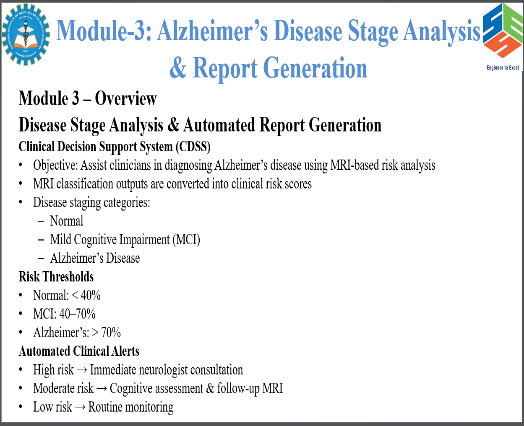 Module-3: Alzheimer's Disease Stage Analysis
& Report Generation
Engineer to Excel
Module 3 – Overview
Disease Stage Analysis & Automated Report Generation
Clinical Decision Support System (CDSS)
• Objective: Assist clinicians in diagnosing Alzheimer's disease using MRI-based risk analysis
• MRI classification outputs are converted into clinical risk scores
• Disease staging categories:
– Normal
– Mild Cognitive Impairment (MCI)
– Alzheimer's Disease
Risk Thresholds
• Normal: < 40%
• MCI: 40–70%
• Alzheimer's: > 70%
Automated Clinical Alerts
• High risk → Immediate neurologist consultation
• Moderate risk → Cognitive assessment & follow-up MRI
• Low risk → Routine monitoring